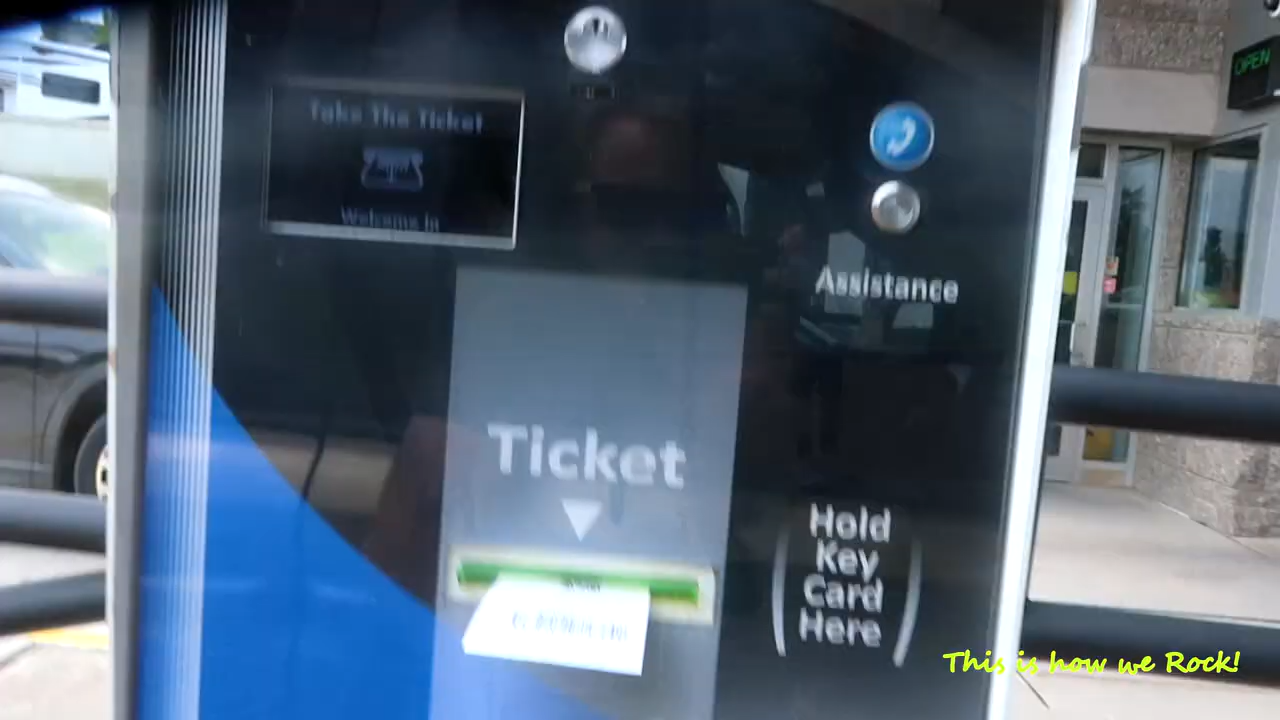 Take The Ticket
Welcome in
Assistance
Ticket
Hold
Key
Card
Here
OPEN
This is how we Rock!